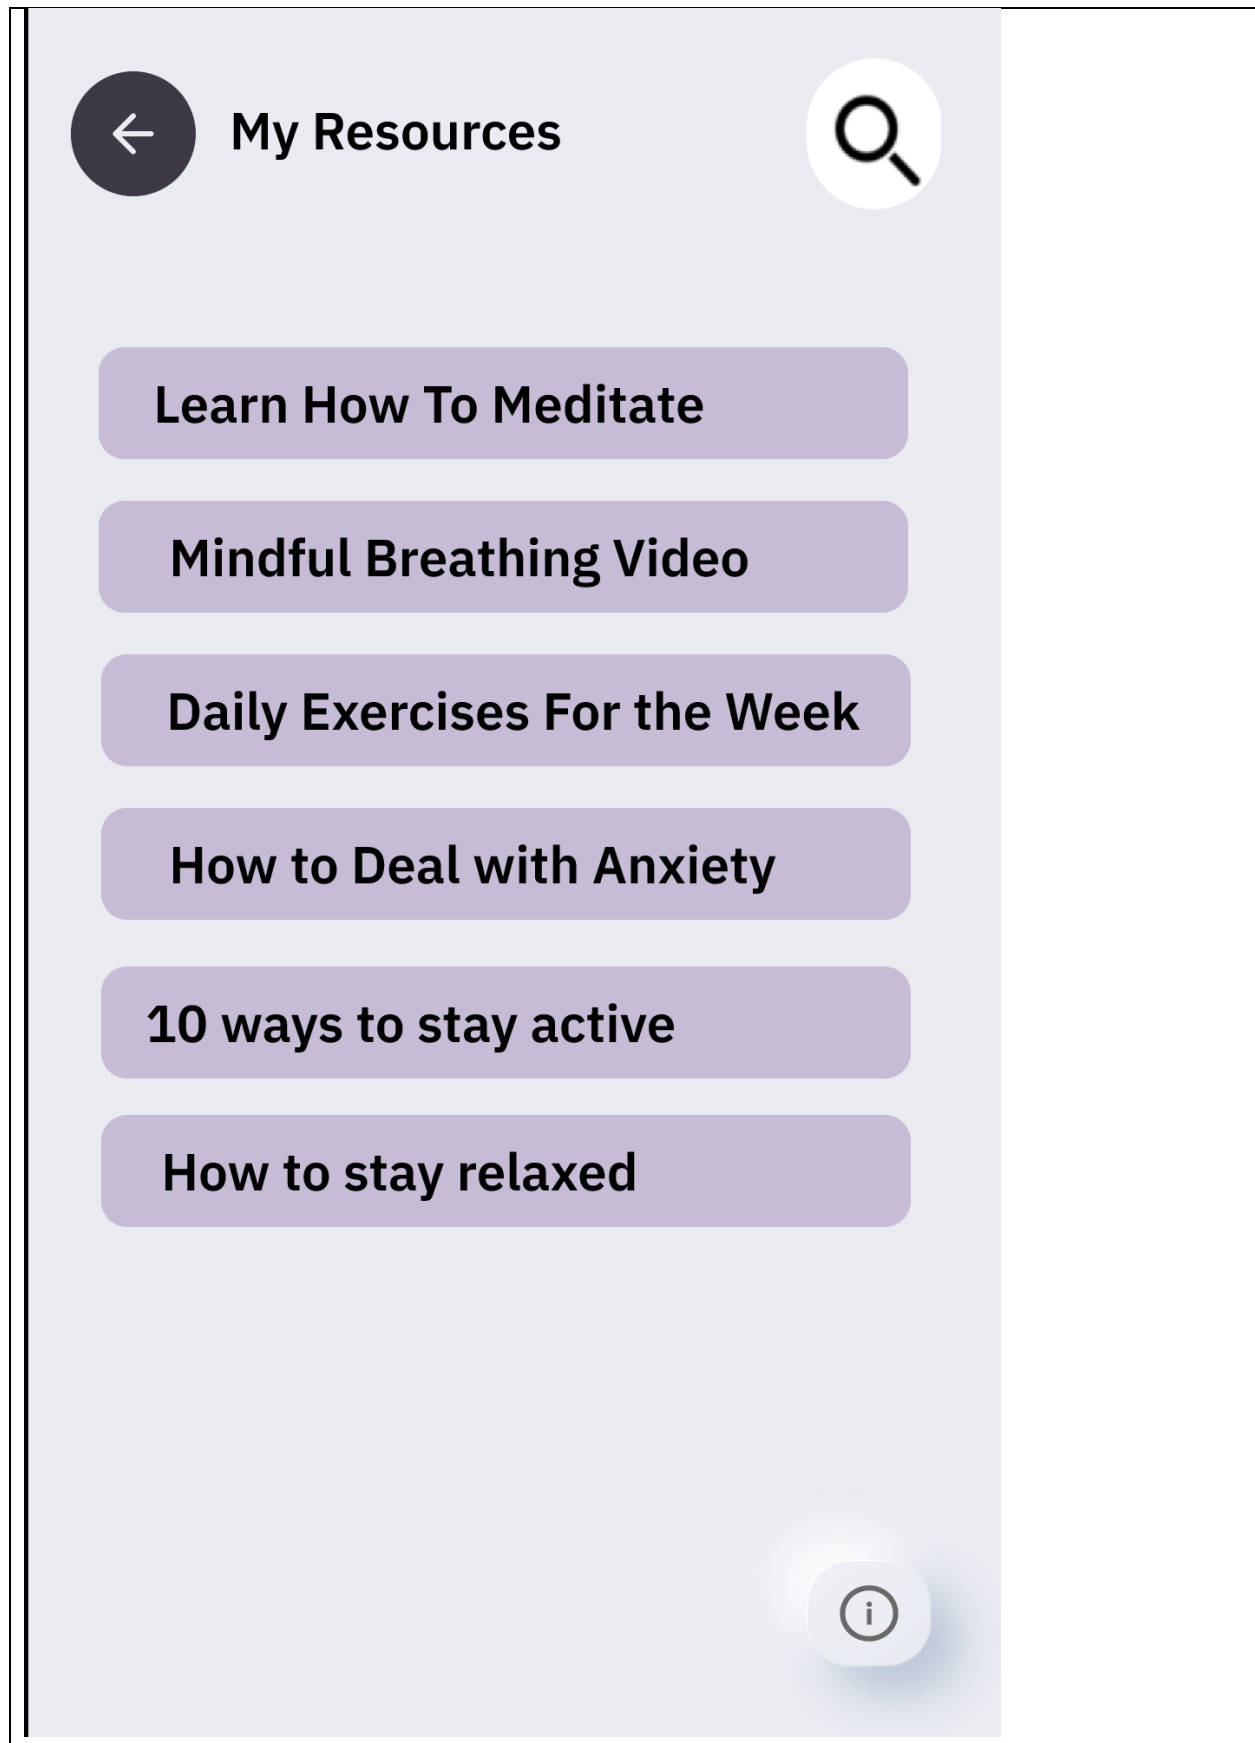 My Resources
Learn How To Meditate
Mindful Breathing Video
Daily Exercises For the Week
How to Deal with Anxiety
10 ways to stay active
How to stay relaxed
i